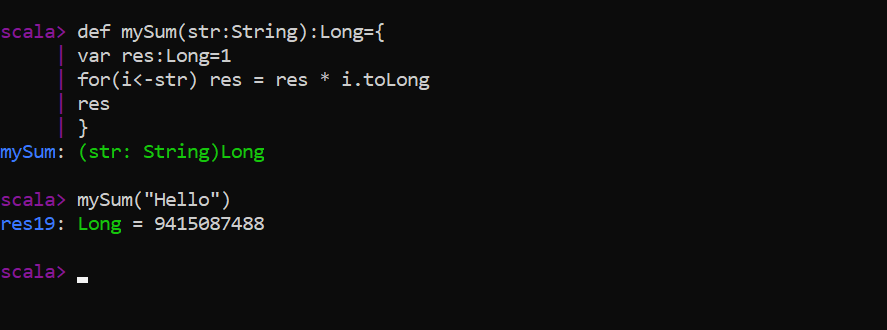 scala> def mySum(str:String):Long={
     | var res:Long=1
     | for(i<-str) res = res * i.toLong
     | res
     | }
mySum: (str: String)Long
scala> mySum("Hello")
res19: Long = 9415087488
scala>